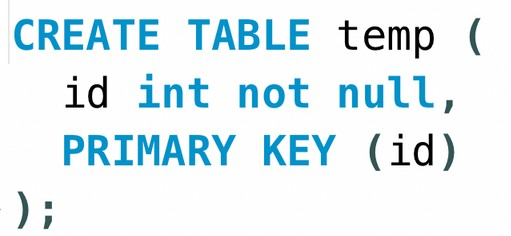 CREATE TABLE temp (
  id int not null,
  PRIMARY KEY (id)
);